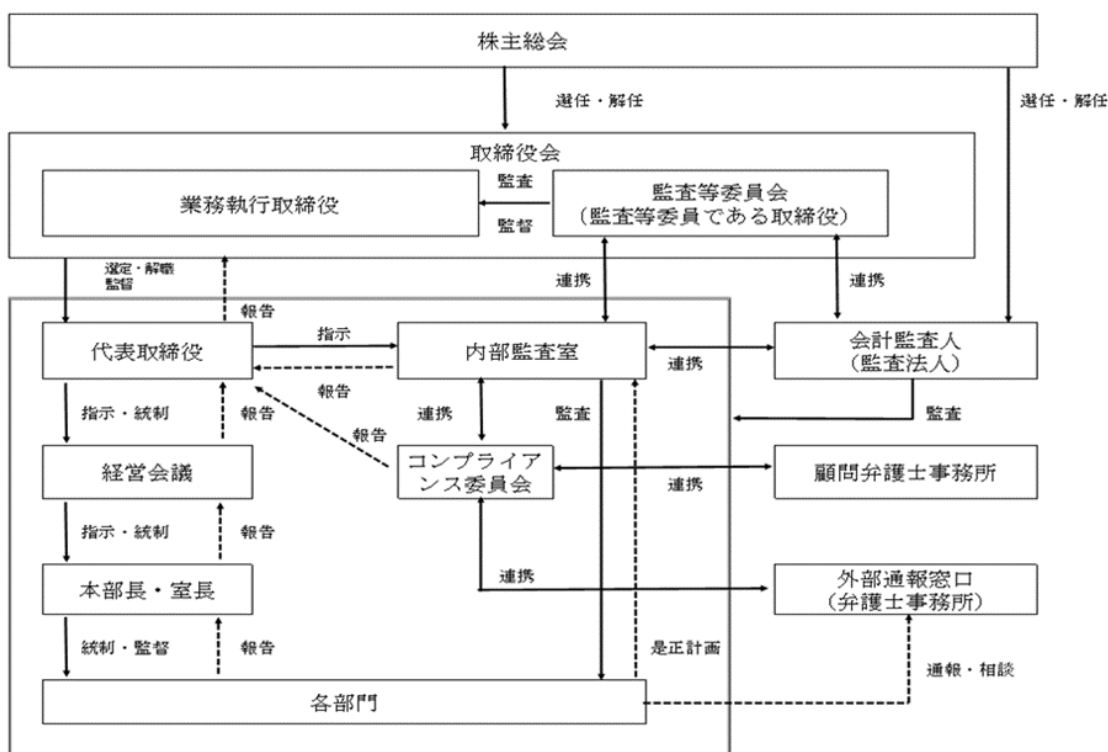 株主総会
選任・解任
選任・解任
取締役会
業務執行取締役
監査
監督
監査等委員会
(監査等委員である取締役)
選定・解職
監督
報告
連携
連携
代表取締役
指示
内部監査室
連携
会計監査人
(監査法人)
報告
指示・統制
報告
報告
連携
監査
監査
経営会議
コンプライア
ンス委員会
連携
顧問弁護士事務所
指示・統制
報告
本部長・室長
連携
外部通報窓口
(弁護士事務所)
統制・監督
報告
是正計画
通報・相談
各部門